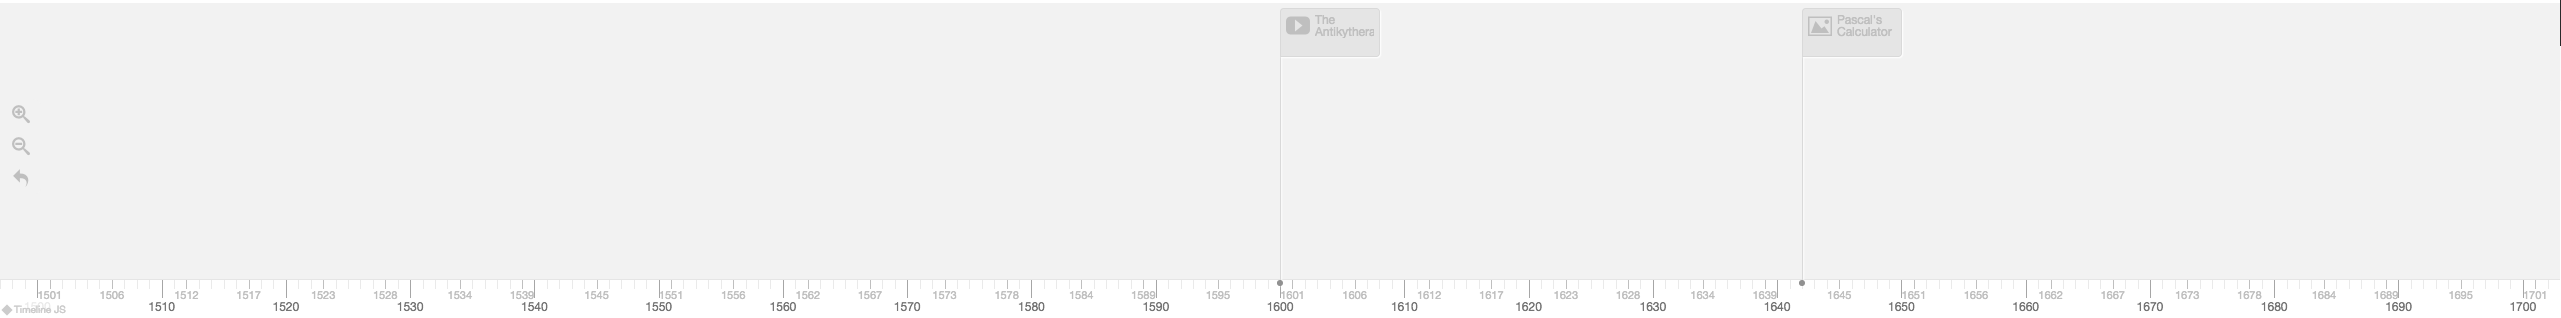 The
Antikythera
Pascal's
Calculator
1501 1506 1512 1517 1523 1528 1534 1539 1545 1551 1556 1562 1567 1573 1578 1584 1589 1595 1601 1606 1612 1617 1623 1628 1634 1639 1645 1651 1656 1662 1667 1673 1678 1684 1689 1695 1701
1500 1510 1520 1530 1540 1550 1560 1570 1580 1590 1600 1610 1620 1630 1640 1650 1660 1670 1680 1690 1700
Timeline JS